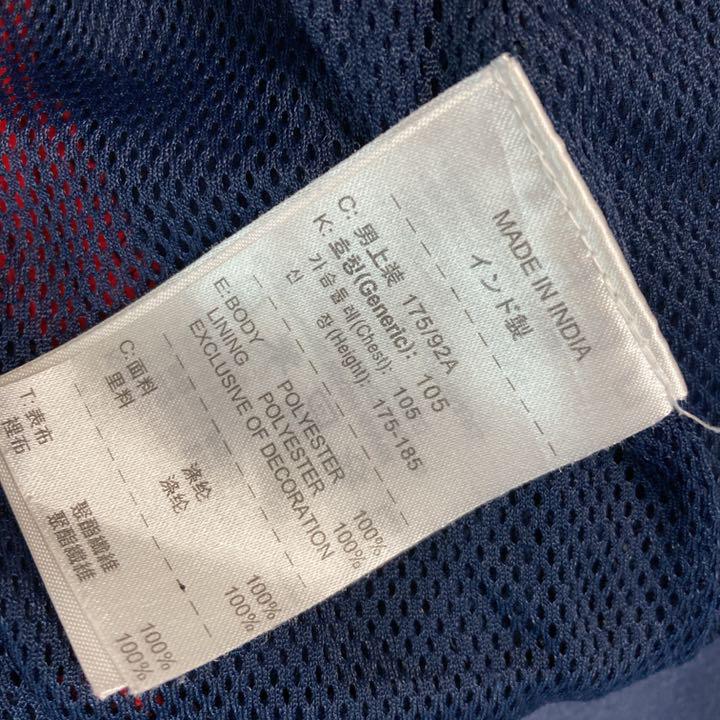 MADE IN INDIA
インド製
C: 男上装 175/92A
K: 호칭(Generic): 105
가슴둘레(Chest): 105
신 장(Height): 175-185
E:BODY POLYESTER 100%
LINING POLYESTER 100%
EXCLUSIVE OF DECORATION
C:面料 涤纶 100%
里料 涤纶 100%
T: 表布 聚酯纖維 100%
裡布 聚酯纖維 100%